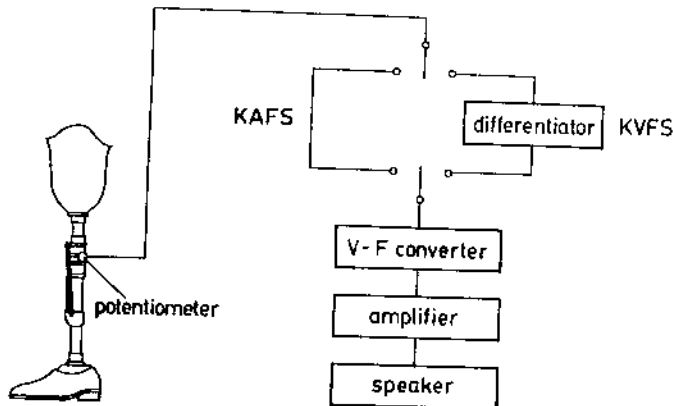 KAFS
differentiator KVFS
V-F converter
potentiometer
amplifier
speaker